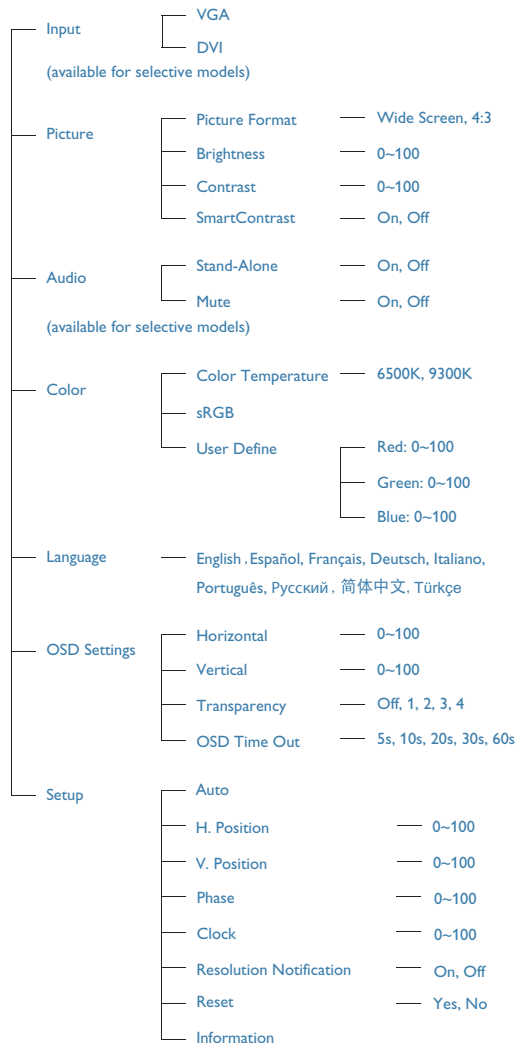 VGA
Input
DVI
(available for selective models)
Picture Format Wide Screen, 4:3
Picture
Brightness 0~100
Contrast 0~100
SmartContrast On, Off
Stand-Alone On, Off
Audio
Mute On, Off
(available for selective models)
Color Temperature 6500K, 9300K
Color
sRGB
User Define Red: 0~100
Green: 0~100
Blue: 0~100
Language English, Español, Français, Deutsch, Italiano,
Português, Русский, 简体中文, Türkçe
Horizontal 0~100
OSD Settings
Vertical 0~100
Transparency Off, 1, 2, 3, 4
OSD Time Out 5s, 10s, 20s, 30s, 60s
Setup Auto
H. Position 0~100
V. Position 0~100
Phase 0~100
Clock 0~100
Resolution Notification On, Off
Reset Yes, No
Information